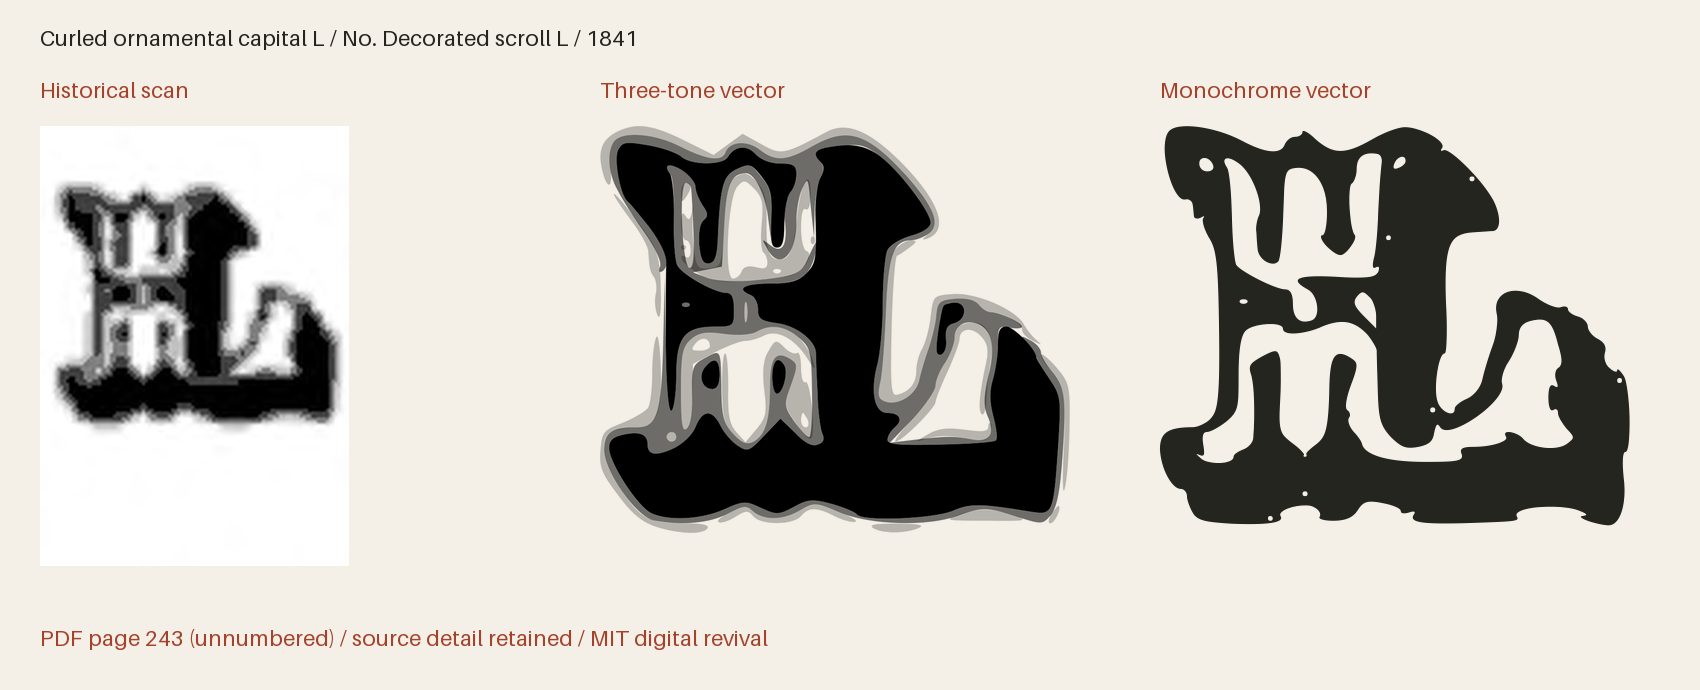 Curled ornamental capital L / No. Decorated scroll L / 1841
Historical scan
Three-tone vector
Monochrome vector
L
L
L
PDF page 243 (unnumbered) / source detail retained / MIT digital revival